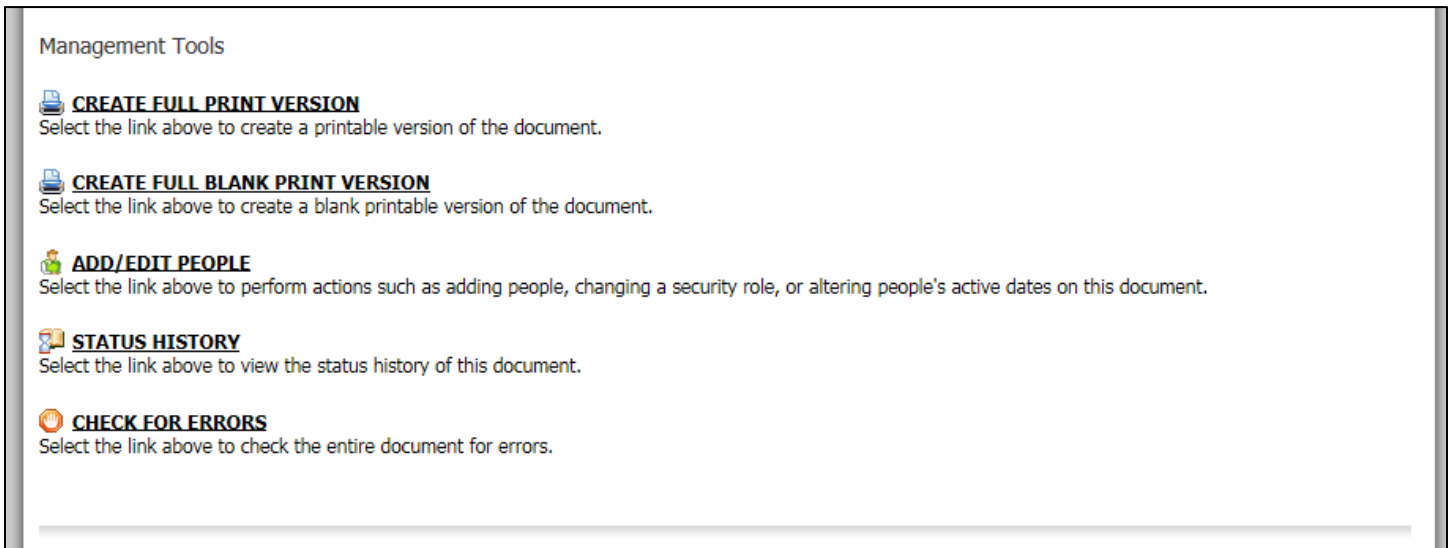 Management Tools
CREATE FULL PRINT VERSION
Select the link above to create a printable version of the document.
CREATE FULL BLANK PRINT VERSION
Select the link above to create a blank printable version of the document.
ADD/EDIT PEOPLE
Select the link above to perform actions such as adding people, changing a security role, or altering people's active dates on this document.
STATUS HISTORY
Select the link above to view the status history of this document.
CHECK FOR ERRORS
Select the link above to check the entire document for errors.